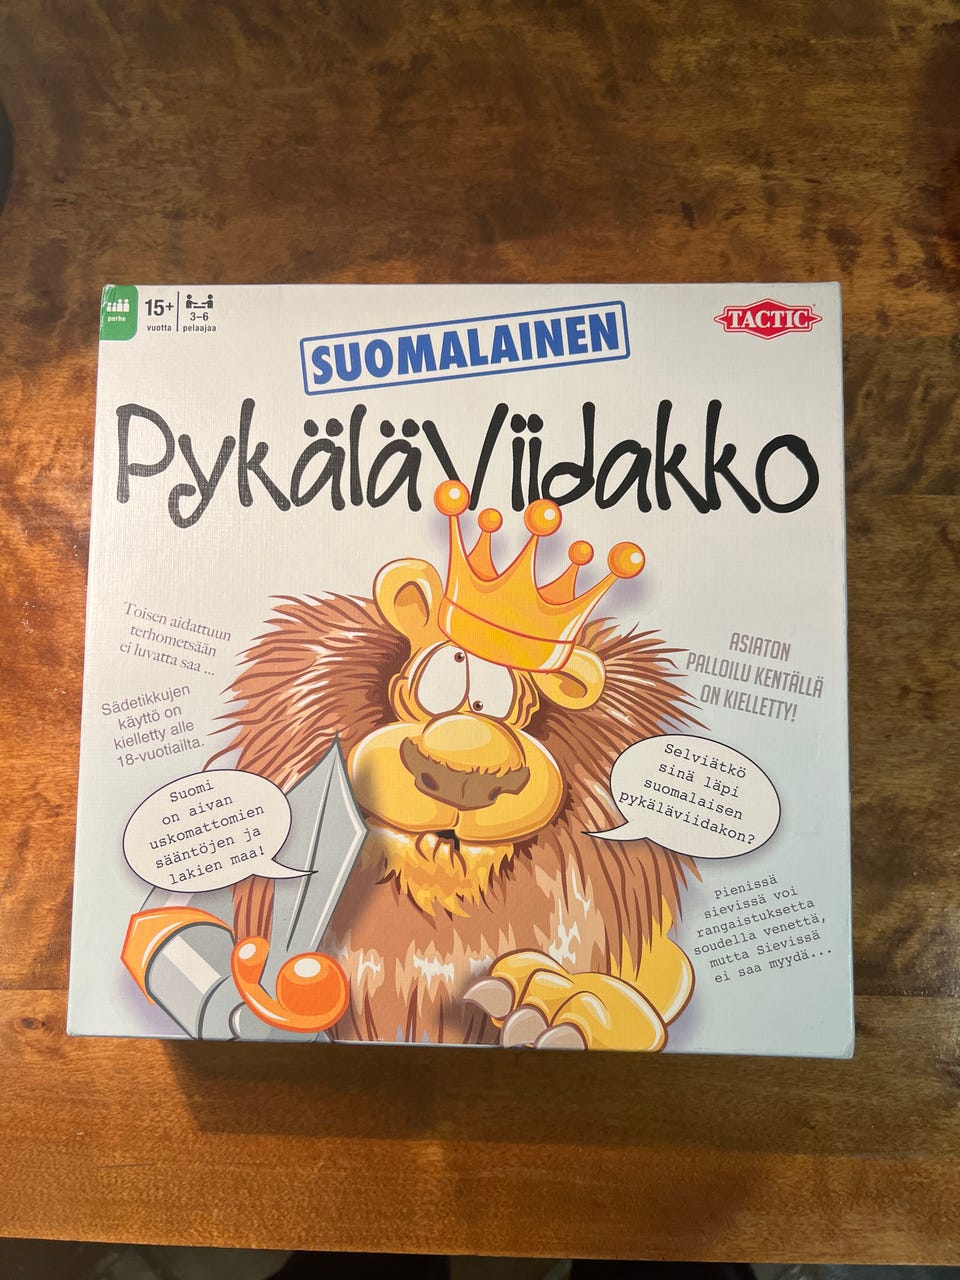 perhe
15+
vuotta
3–6
pelaajaa
TACTIC
SUOMALAINEN
PykäläViidakko
Toisen aidattuun
terhometsään
ei luvatta saa ...
Sädetikkujen
käyttö on
kielletty alle
18-vuotiailta.
ASIATON
PALLOILU KENTÄLLÄ
ON KIELLETTY!
Suomi
on aivan
uskomattomien
sääntöjen ja
lakien maa!
Selviätkö
sinä läpi
suomalaisen
pykäläviidakon?
Pienissä
sievissä voi
rangaistuksetta
soudella venettä,
mutta Sievissä
ei saa myydä...